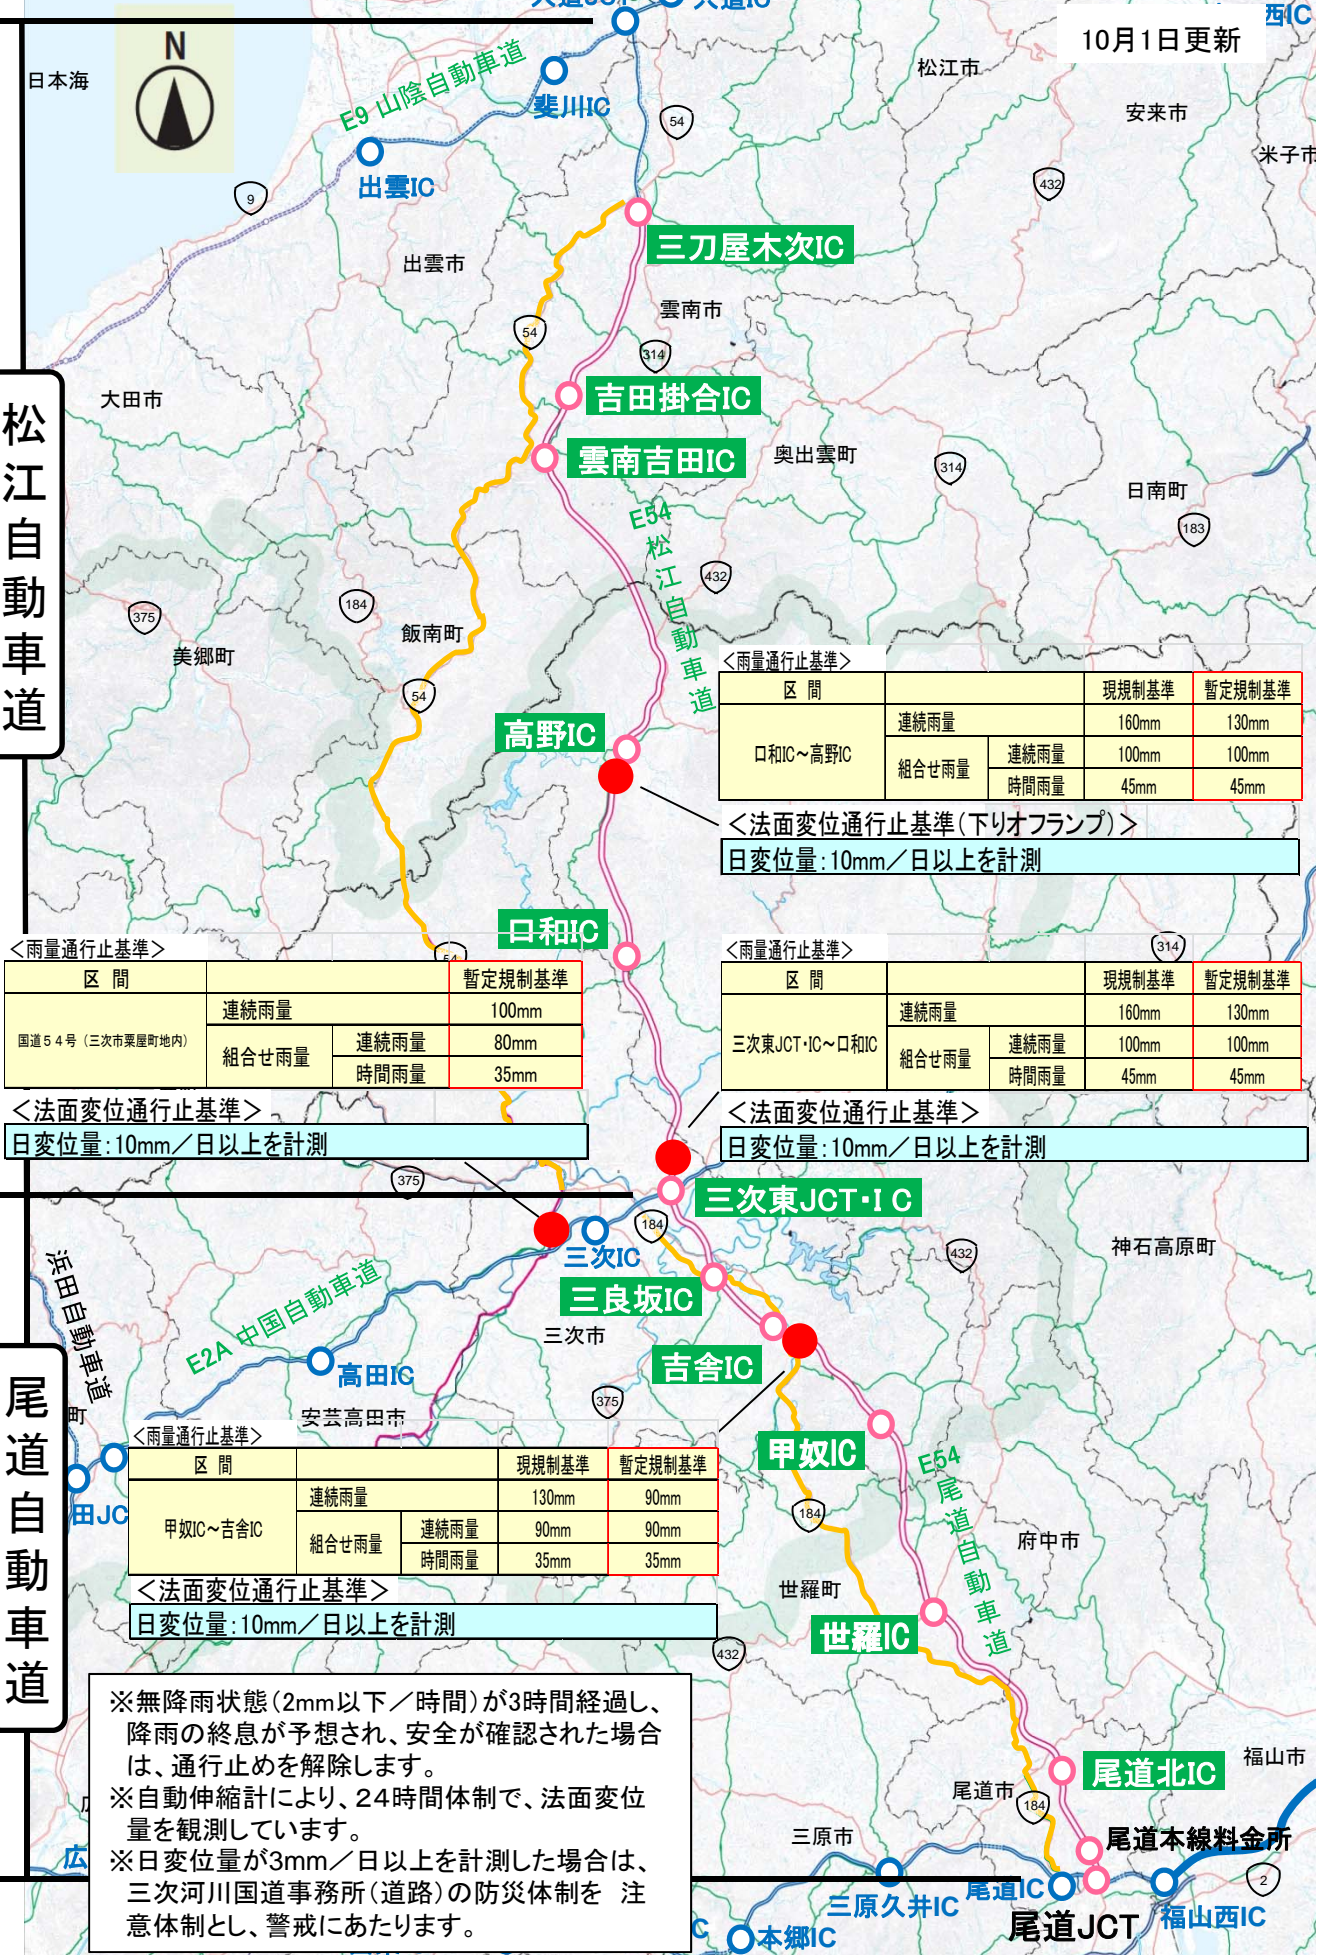 10月1日更新
西IC
穴道IC
N
日本海
E9 山陰自動車道
斐川IC
出雲IC
松江市
安来市
米子市
54
432
9
三刀屋木次IC
出雲市
雲南市
54
314
吉田掛合IC
大田市
雲南吉田IC
奥出雲町
314
日南町
183
松江自動車道
E54 松江自動車道
432
375
184
飯南町
美郷町
54
高野IC
＜雨量通行止基準＞
区 間 現規制基準 暫定規制基準
口和IC～高野IC
連続雨量 160mm 130mm
組合せ雨量 連続雨量 100mm 100mm
時間雨量 45mm 45mm
＜法面変位通行止基準(下りオフランプ)＞
日変位量:10mm／日以上を計測
口和IC
54
314
＜雨量通行止基準＞
区 間 暫定規制基準
国道５４号（三次市粟屋町地内）
連続雨量 100mm
組合せ雨量 連続雨量 80mm
時間雨量 35mm
＜法面変位通行止基準＞
日変位量:10mm／日以上を計測
＜雨量通行止基準＞
区 間 現規制基準 暫定規制基準
三次東JCT・IC～口和IC
連続雨量 160mm 130mm
組合せ雨量 連続雨量 100mm 100mm
時間雨量 45mm 45mm
＜法面変位通行止基準＞
日変位量:10mm／日以上を計測
375
三次東JCT・I C
184
三次IC
432
神石高原町
浜田自動車道
E2A 中国自動車道
三良坂IC
三次市
高田IC
吉舎IC
尾道自動車道
町
安芸高田市
375
甲奴IC
田JC
＜雨量通行止基準＞
区 間 現規制基準 暫定規制基準
甲奴IC～吉舎IC
連続雨量 130mm 90mm
組合せ雨量 連続雨量 90mm 90mm
時間雨量 35mm 35mm
＜法面変位通行止基準＞
日変位量:10mm／日以上を計測
E54 尾道自動車道
184
府中市
世羅町
世羅IC
432
※無降雨状態(2mm以下／時間)が3時間経過し、
降雨の終息が予想され、安全が確認された場合
は、通行止めを解除します。
※自動伸縮計により、24時間体制で、法面変位
量を観測しています。
※日変位量が3mm／日以上を計測した場合は、
三次河川国道事務所(道路)の防災体制を 注
意体制とし、警戒にあたります。
尾道北IC
福山市
尾道市
184
三原市
尾道本線料金所
広
三原久井IC
尾道IC
2
福山西IC
尾道JCT
本郷IC